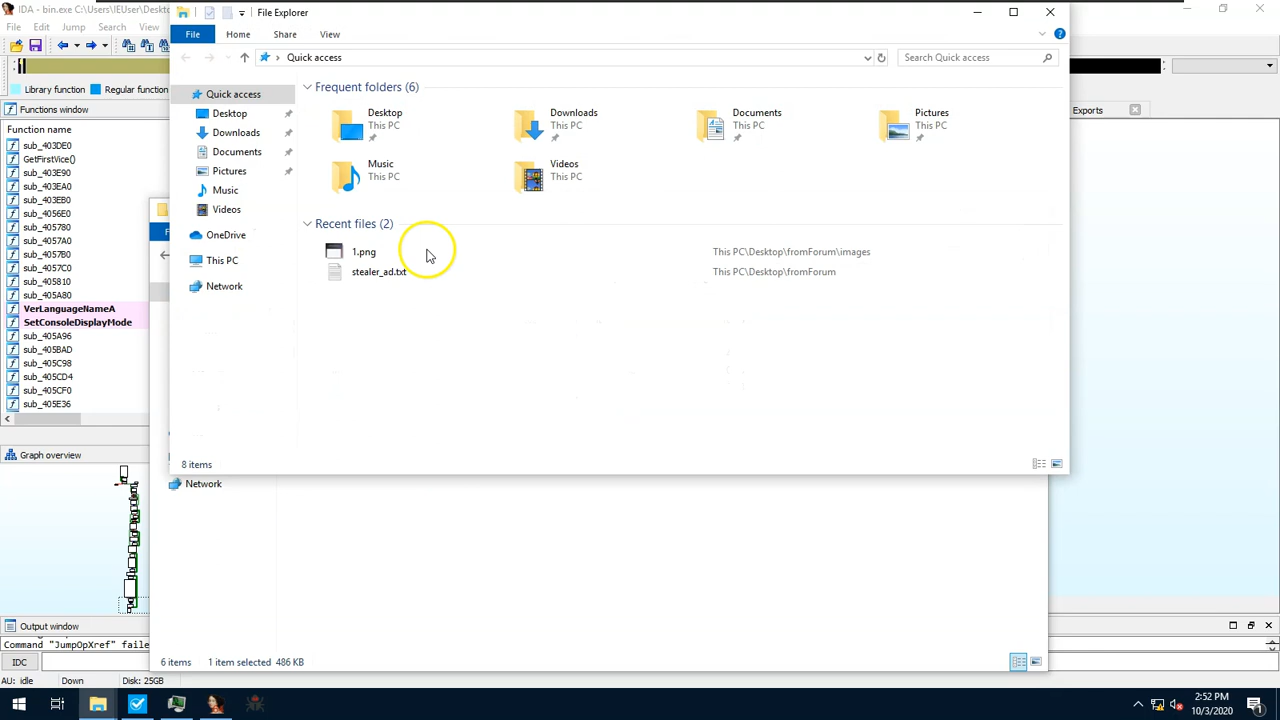 IDA - bin.exe C:\Users\IEUser\Deskto
File Explorer
File Edit Jump Search View
File Home Share View
Quick access
Search Quick access
Library function Regular function
Functions window
Exports
Function name
sub_403DE0
GetFirstVice()
sub_403E90
sub_403EA0
sub_403EB0
sub_4056E0
sub_405780
sub_4057A0
sub_4057B0
sub_4057C0
sub_405810
sub_405A80
VerLanguageNameA
SetConsoleDisplayMode
sub_405A96
sub_405BAD
sub_405C98
sub_405CD4
sub_405CF0
sub_405E36
Quick access
Desktop
Downloads
Documents
Pictures
Music
Videos
OneDrive
This PC
Network
Frequent folders (6)
Desktop
This PC
Downloads
This PC
Documents
This PC
Pictures
This PC
Music
This PC
Videos
This PC
Recent files (2)
1.png This PC\Desktop\fromForum\images
stealer_ad.txt This PC\Desktop\fromForum
8 items
Graph overview
Network
Output window
Command "JumpOpXref" faile
IDC
6 items 1 item selected 486 KB
AU: idle Down Disk: 25GB
2:52 PM
10/3/2020
1